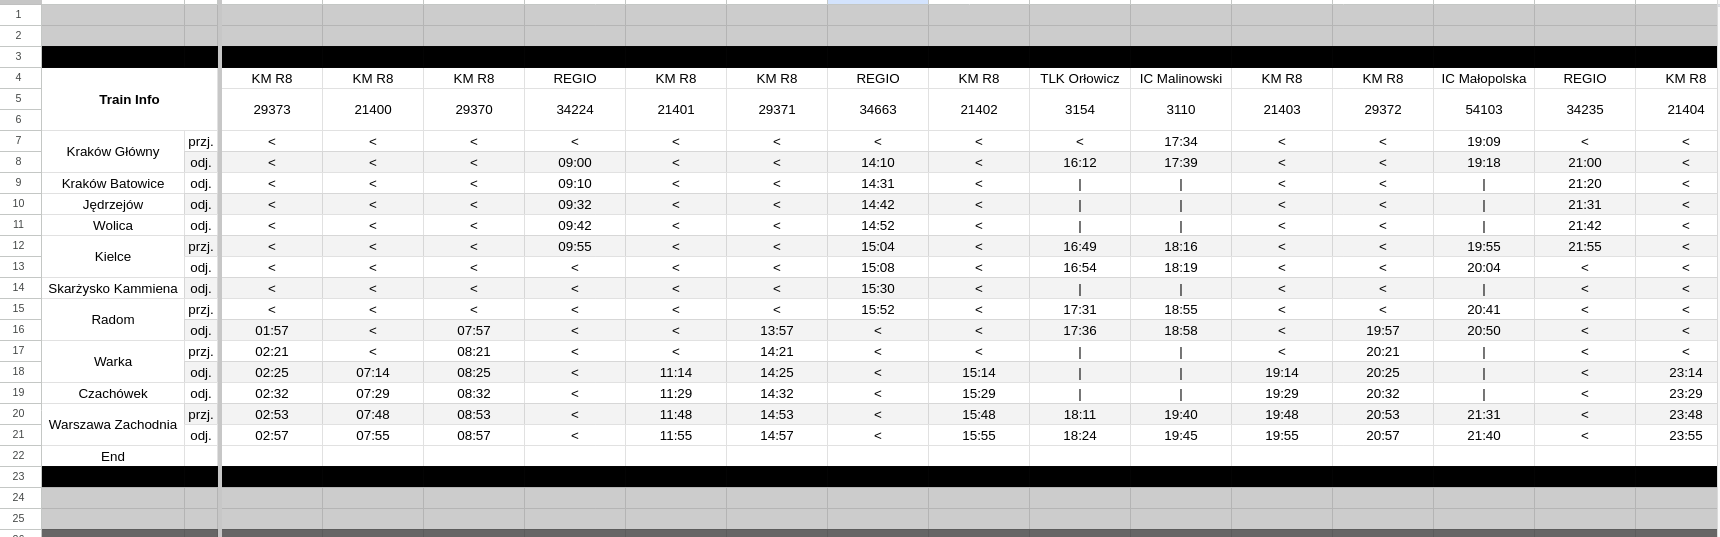 1
2
3
4 KM R8 KM R8 KM R8 REGIO KM R8 KM R8 REGIO KM R8 TLK Orłowicz IC Malinowski KM R8 KM R8 IC Małopolska REGIO KM R8
Train Info
5 29373 21400 29370 34224 21401 29371 34663 21402 3154 3110 21403 29372 54103 34235 21404
6
7 Kraków Główny przj. < < < < < < < < < 17:34 < < 19:09 < <
8 odj. < < < 09:00 < < 14:10 < 16:12 17:39 < < 19:18 21:00 <
9 Kraków Batowice odj. < < < 09:10 < < 14:31 < | | < < | 21:20 <
10 Jędrzejów odj. < < < 09:32 < < 14:42 < | | < < | 21:31 <
11 Wolica odj. < < < 09:42 < < 14:52 < | | < < | 21:42 <
12 Kielce przj. < < < 09:55 < < 15:04 < 16:49 18:16 < < 19:55 21:55 <
13 odj. < < < < < < 15:08 < 16:54 18:19 < < 20:04 < <
14 Skarżysko Kammiena odj. < < < < < < 15:30 < | | < < | < <
15 Radom przj. < < < < < < 15:52 < 17:31 18:55 < < 20:41 < <
16 odj. 01:57 < 07:57 < < 13:57 < < 17:36 18:58 < 19:57 20:50 < <
17 Warka przj. 02:21 < 08:21 < < 14:21 < < | | < 20:21 | < <
18 odj. 02:25 07:14 08:25 < 11:14 14:25 < 15:14 | | 19:14 20:25 | < 23:14
19 Czachówek odj. 02:32 07:29 08:32 < 11:29 14:32 < 15:29 | | 19:29 20:32 | < 23:29
20 Warszawa Zachodnia przj. 02:53 07:48 08:53 < 11:48 14:53 < 15:48 18:11 19:40 19:48 20:53 21:31 < 23:48
21 odj. 02:57 07:55 08:57 < 11:55 14:57 < 15:55 18:24 19:45 19:55 20:57 21:40 < 23:55
22 End
23
24
25